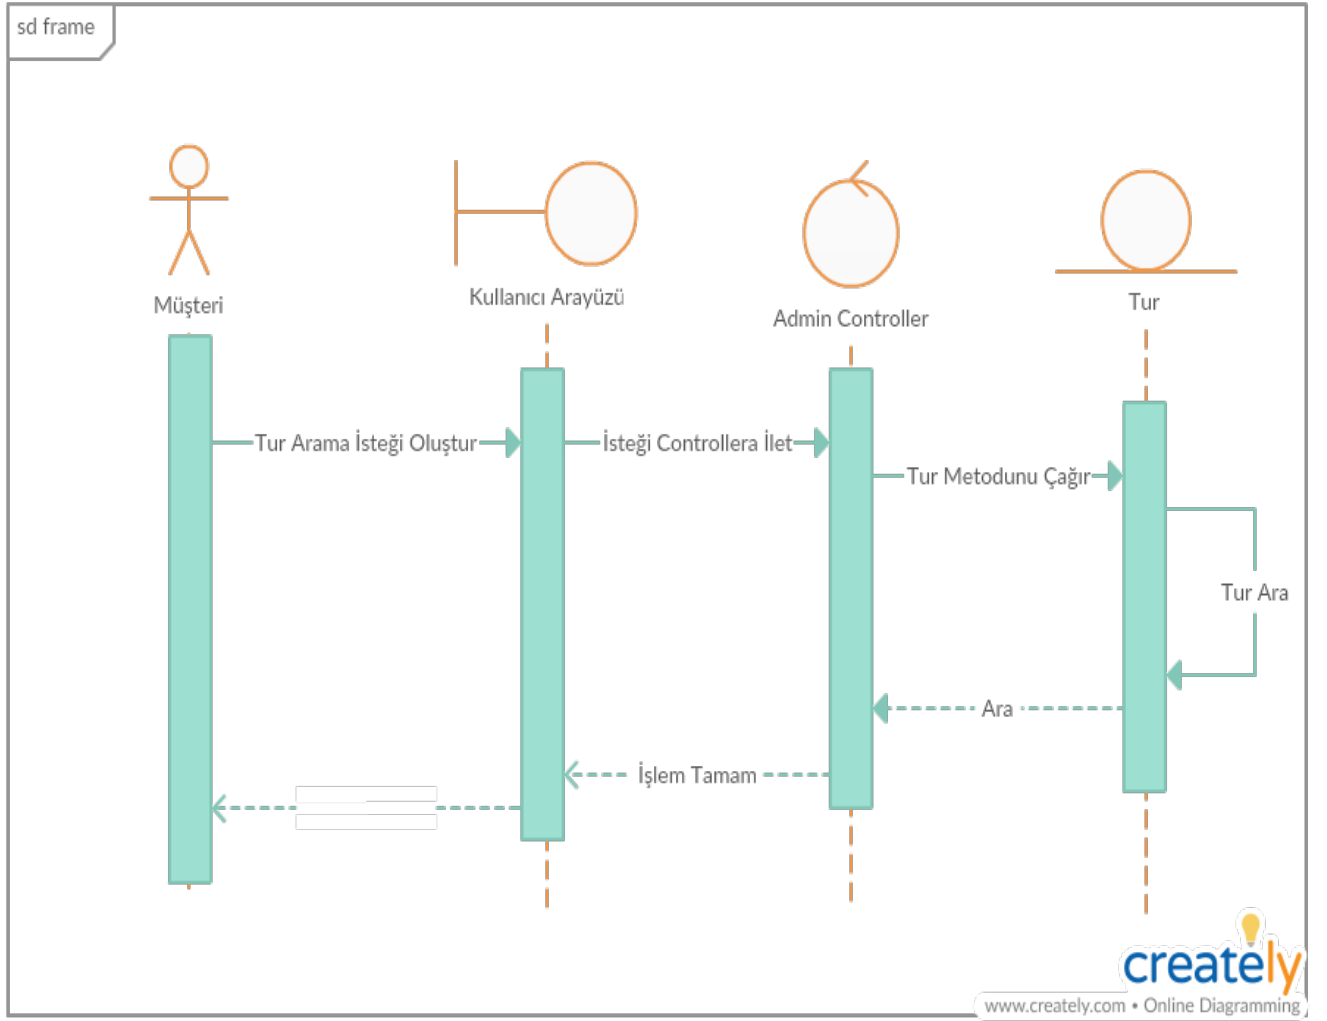 sd frame
Müşteri
Kullanıcı Arayüzü
Admin Controller
Tur
Tur Arama İsteği Oluştur
İsteği Controllera İlet
Tur Metodunu Çağır
Tur Ara
Ara
İşlem Tamam
creately
www.creately.com • Online Diagramming